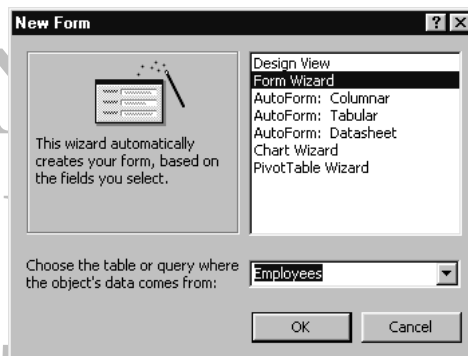 New Form
Design View
Form Wizard
AutoForm: Columnar
AutoForm: Tabular
AutoForm: Datasheet
Chart Wizard
PivotTable Wizard
This wizard automatically
creates your form, based on
the fields you select.
Choose the table or query where
the object's data comes from:
Employees
OK
Cancel